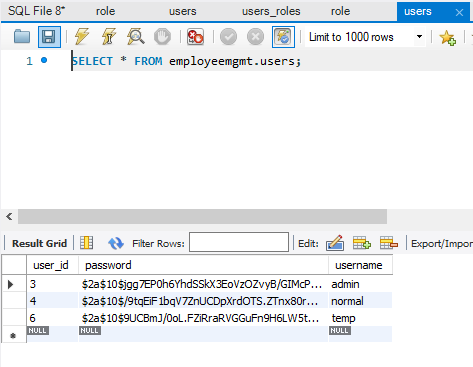 SQL File 8* role users users_roles role users
Limit to 1000 rows
1 SELECT * FROM employeemgmt.users;
Result Grid Filter Rows: Edit: Export/Impor
user_id password username
3 $2a$10$jgg7EP0h6YhdSSkX3EoVzOZvyB/GIMcP... admin
4 $2a$10$/9tqEiF1bqV7ZnUCDpXrdOTS.ZTnx80r... normal
6 $2a$10$9UCBmJ/0oL.FZiRraRVGGuFn9H6LW5t... temp
NULL NULL NULL